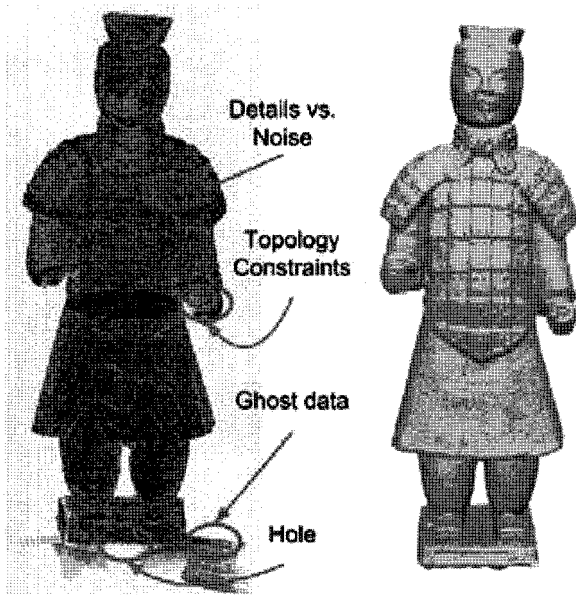 Details vs.
Noise
Topology
Constraints
Ghost data
Hole